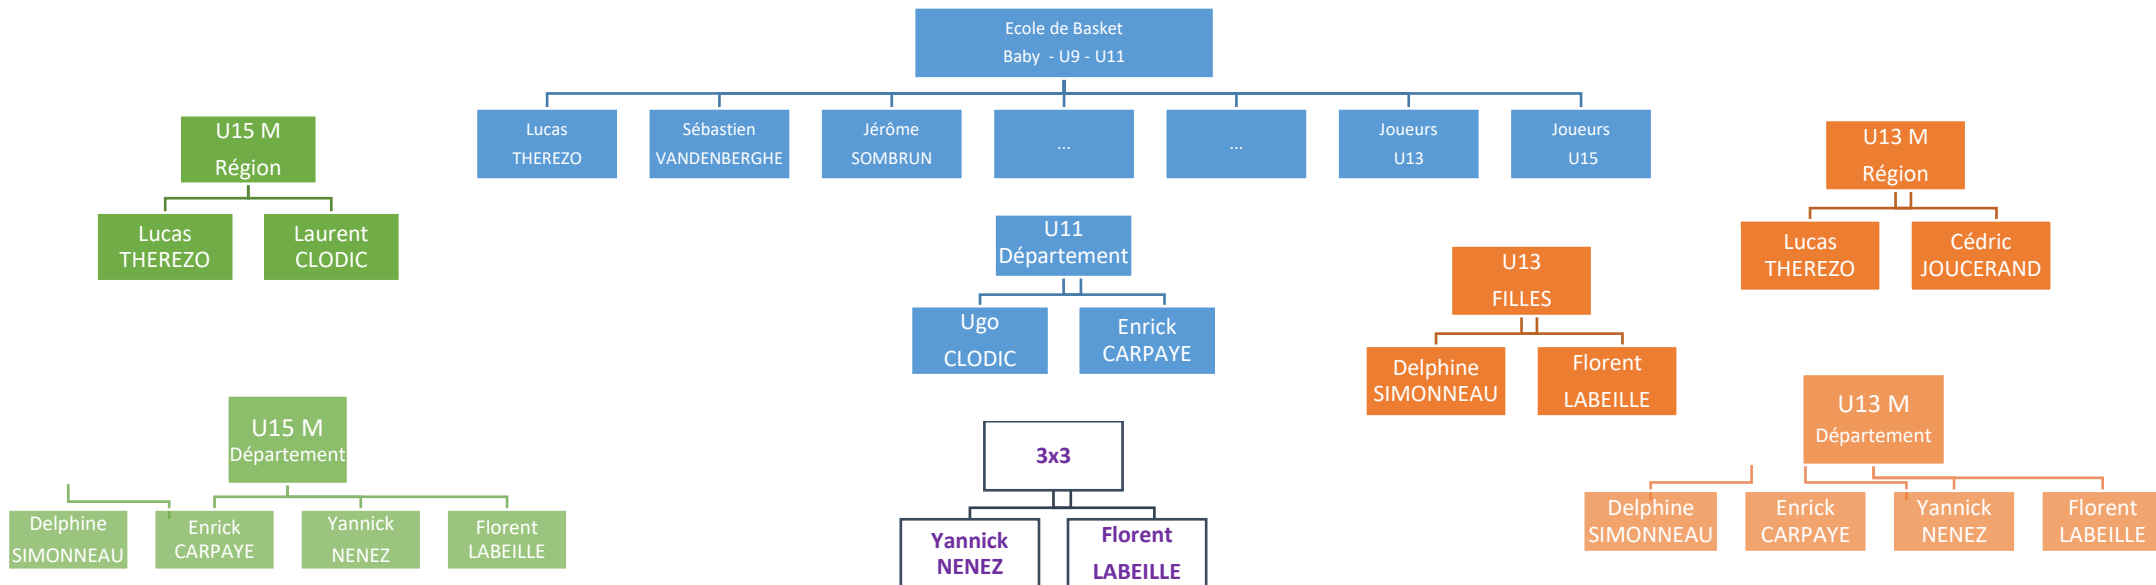 Ecole de Basket
Baby - U9 - U11
Lucas
THEREZO
Sébastien
VANDENBERGHE
Jérôme
SOMBRUN
...
...
Joueurs
U13
Joueurs
U15
U15 M
Région
Lucas
THEREZO
Laurent
CLODIC
U13 M
Région
Lucas
THEREZO
Cédric
JOUCERAND
U11
Département
Ugo
CLODIC
Enrick
CARPAYE
U13
FILLES
Delphine
SIMONNEAU
Florent
LABEILLE
U15 M
Département
Delphine
SIMONNEAU
Enrick
CARPAYE
Yannick
NENEZ
Florent
LABEILLE
3x3
Yannick
NENEZ
Florent
LABEILLE
U13 M
Département
Delphine
SIMONNEAU
Enrick
CARPAYE
Yannick
NENEZ
Florent
LABEILLE